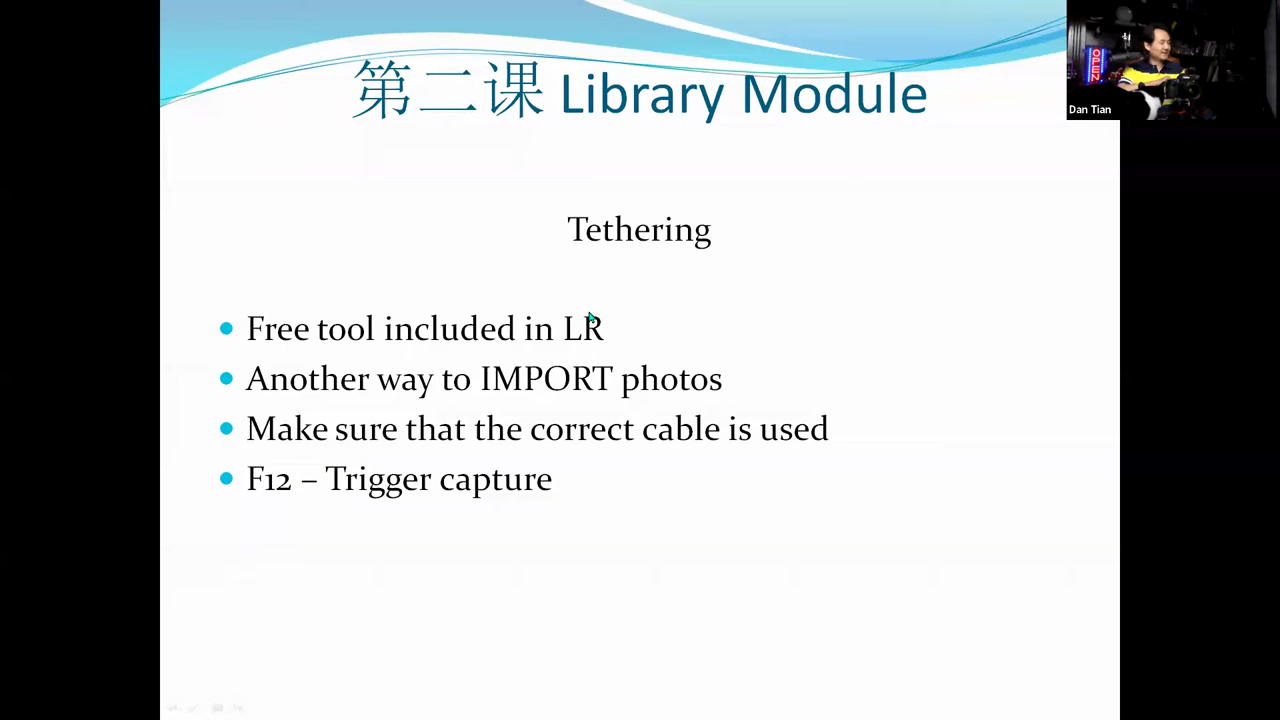 第二课 Library Module
Tethering
Free tool included in LR
Another way to IMPORT photos
Make sure that the correct cable is used
F12 – Trigger capture
OPEN
Dan Tian